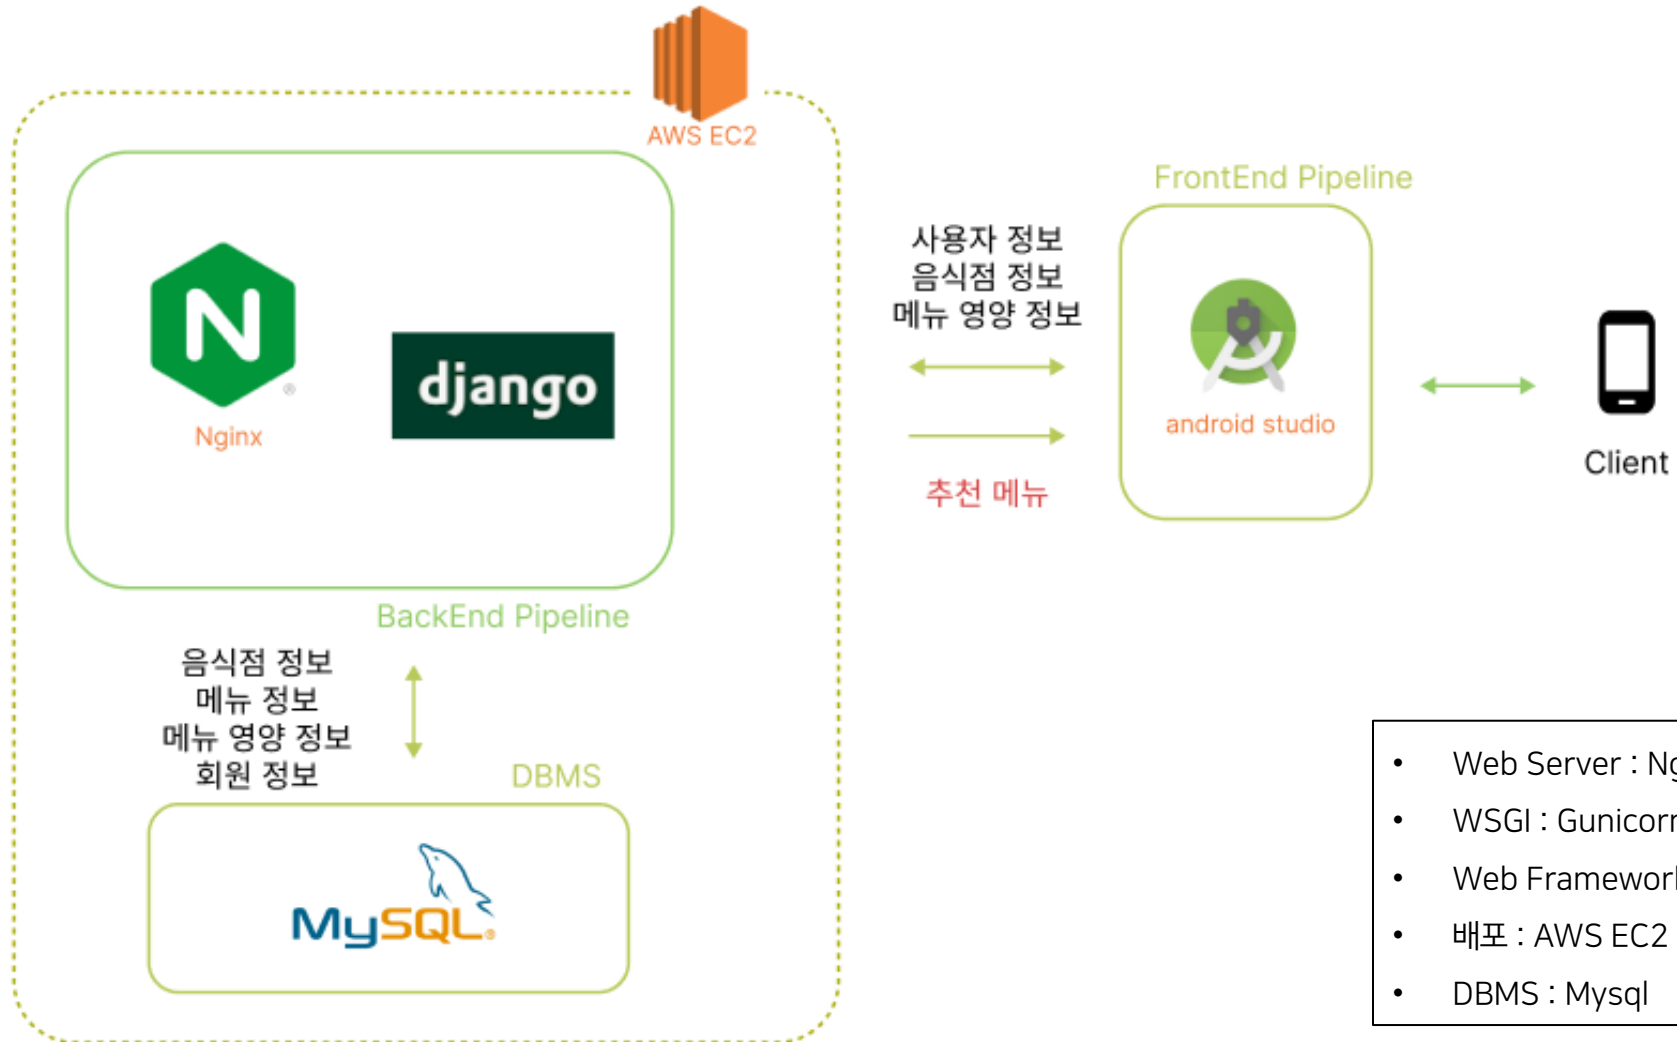 AWS EC2
N
Nginx
django
BackEnd Pipeline
음식점 정보
메뉴 정보
메뉴 영양 정보
회원 정보
DBMS
MySQL
사용자 정보
음식점 정보
메뉴 영양 정보
추천 메뉴
FrontEnd Pipeline
android studio
Client
• Web Server : N
• WSGI : Gunicorn
• Web Framework
• 배포 : AWS EC2
• DBMS : Mysql